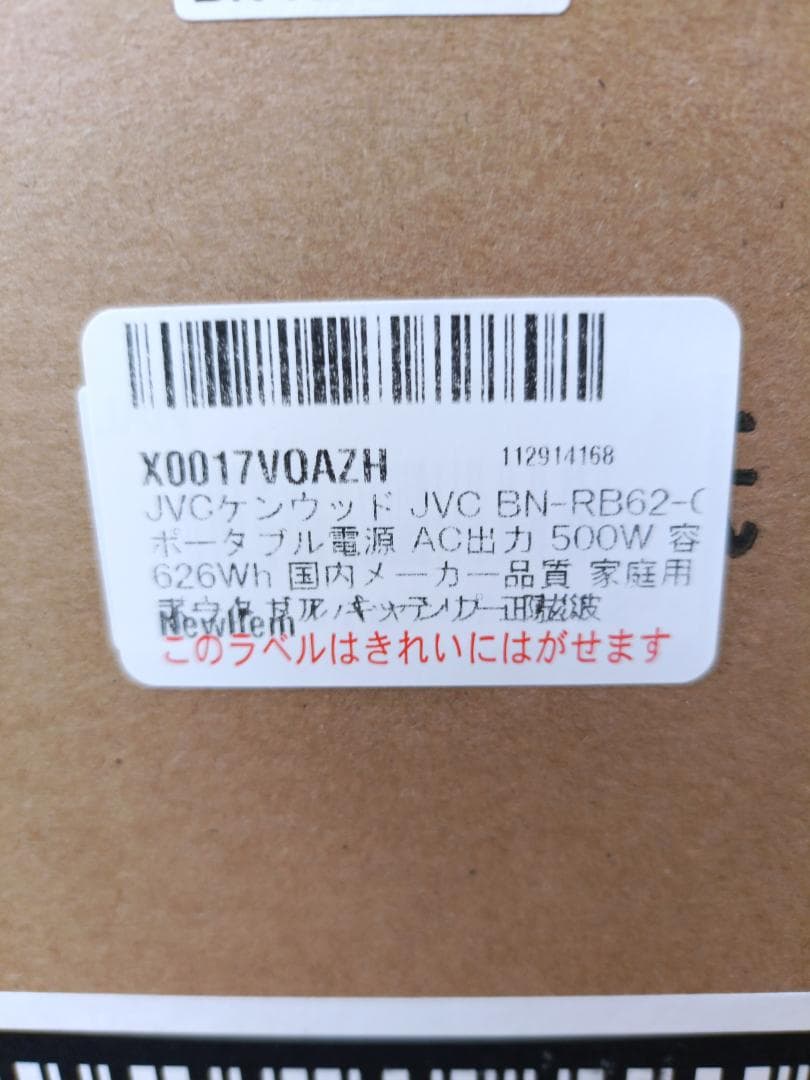 X0017VQAZH
112914168
JVCケンウッド JVC BN-RB62-C
ポータブル電源 AC出力 500W 容
626Wh 国内メーカー品質 家庭用
NewItem
このラベルはきれいにはがせます